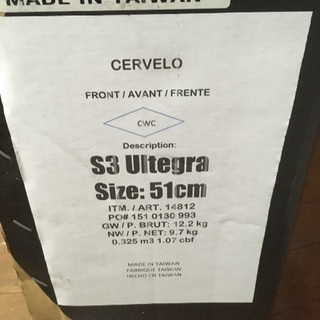 MADE IN TAIWAN
CERVELO
FRONT / AVANT / FRENTE
CWC
Description:
S3 Ultegra
Size: 51cm
ITM. / ART. 14812
PO# 151 0130 993
GW / P. BRUT: 12.2 kg
NW / P. NET: 9.7 kg
0.325 m3 1.07 cbf
MADE IN TAIWAN
FABRIQUE TAIWAN
HECHO EN TAIWAN